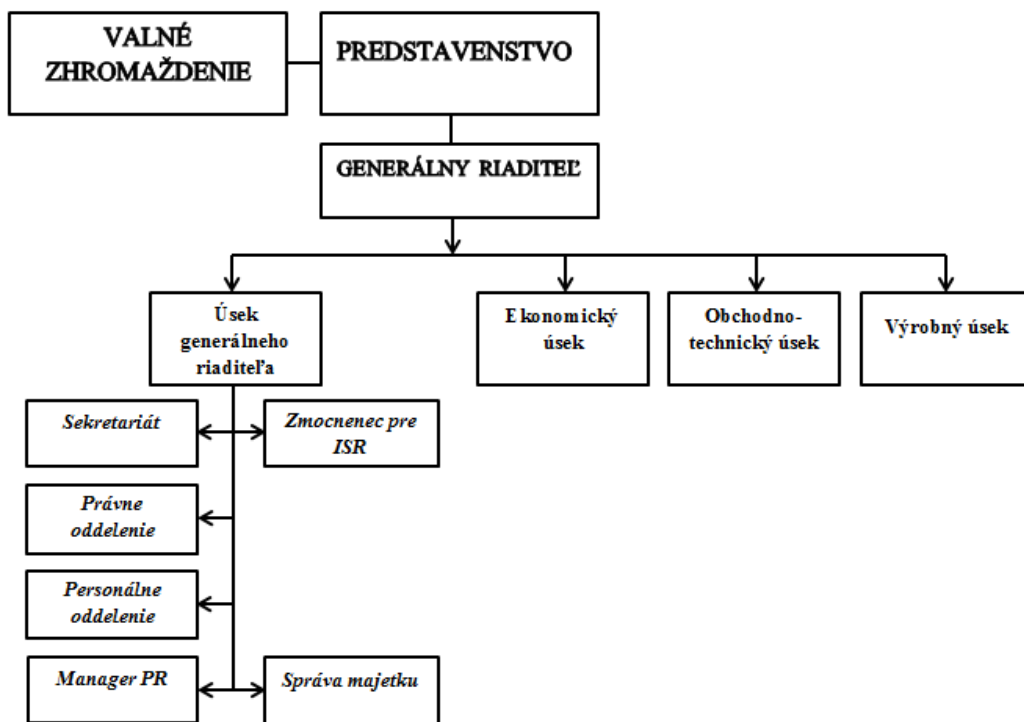 VALNÉ
ZHROMAŽDENIE
PREDSTAVENSTVO
GENERÁLNY RIADITEĽ
Úsek
generálneho
riaditeľa
Ekonomický
úsek
Obchodno-
technický úsek
Výrobný úsek
Sekretariát
Zmocnenec pre
ISR
Právne
oddelenie
Personálne
oddelenie
Manager PR
Správa majetku